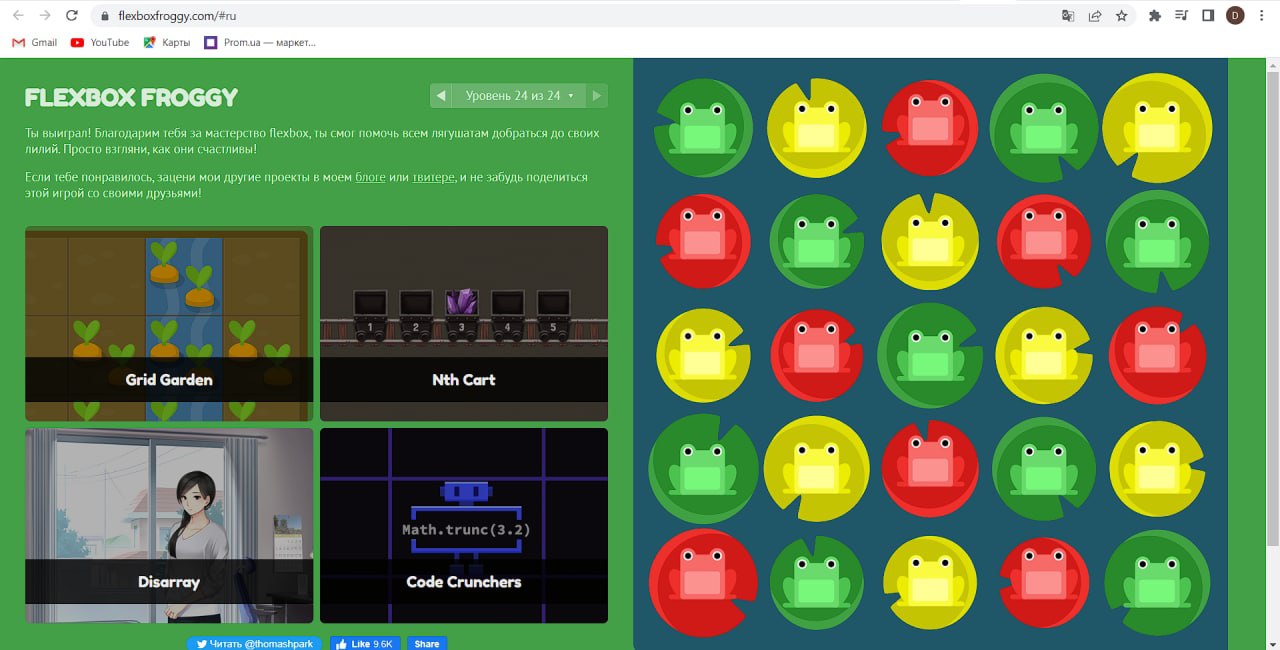 flexboxfroggy.com/#ru
D
Gmail
YouTube
Карты
Prom.ua — маркет...
FLEXBOX FROGGY
Уровень 24 из 24
Ты выиграл! Благодарим тебя за мастерство flexbox, ты смог помочь всем лягушатам добраться до своих
лилий. Просто взгляни, как они счастливы!
Если тебе понравилось, зацени мои другие проекты в моем блоге или твитере, и не забудь поделиться
этой игрой со своими друзьями!
1 2 3 4 5
Grid Garden
Nth Cart
Math.trunc(3.2)
Disarray
Code Crunchers
Читать @thomashpark
Like 9.6K
Share